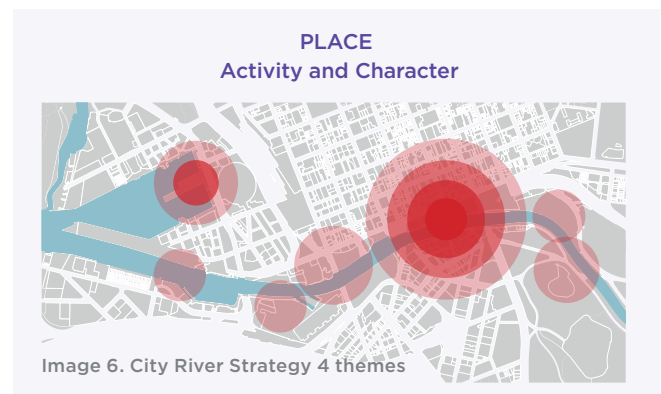 PLACE
Activity and Character
Image 6. City River Strategy 4 themes